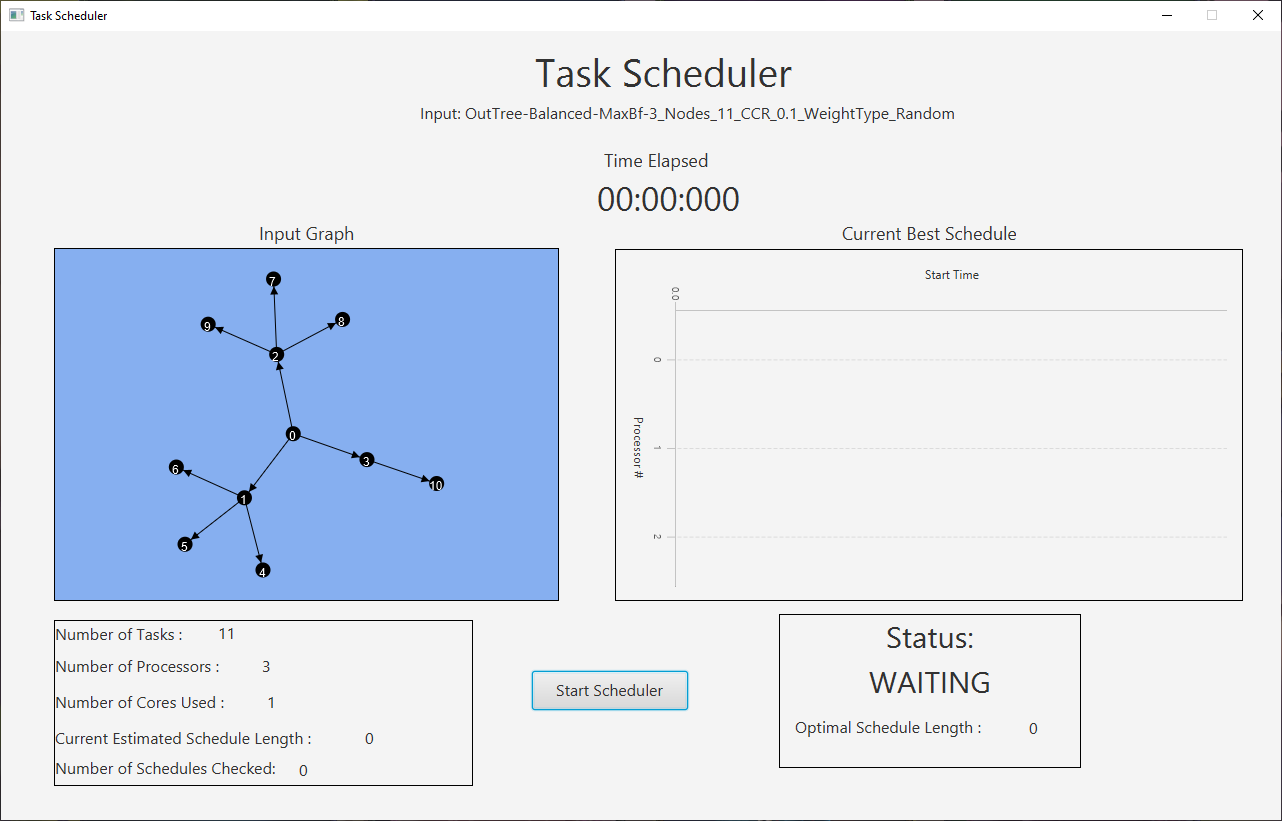 Task Scheduler
Task Scheduler
Input: OutTree-Balanced-MaxBf-3_Nodes_11_CCR_0.1_WeightType_Random
Time Elapsed
00:00:000
Input Graph
7
9
8
2
0
3
10
6
1
5
4
Current Best Schedule
Start Time
0.0
0
1
2
Processor #
Number of Tasks : 11
Number of Processors : 3
Number of Cores Used : 1
Current Estimated Schedule Length : 0
Number of Schedules Checked: 0
Start Scheduler
Status:
WAITING
Optimal Schedule Length : 0